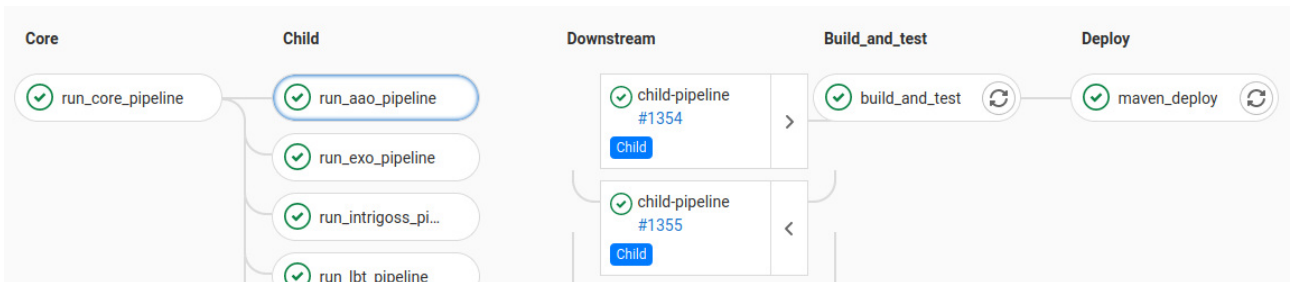 Core
Child
Downstream
Build_and_test
Deploy
run_core_pipeline
run_aao_pipeline
run_exo_pipeline
run_intrigoss_pi...
run_lbt_pipeline
child-pipeline
#1354
Child
child-pipeline
#1355
Child
build_and_test
maven_deploy